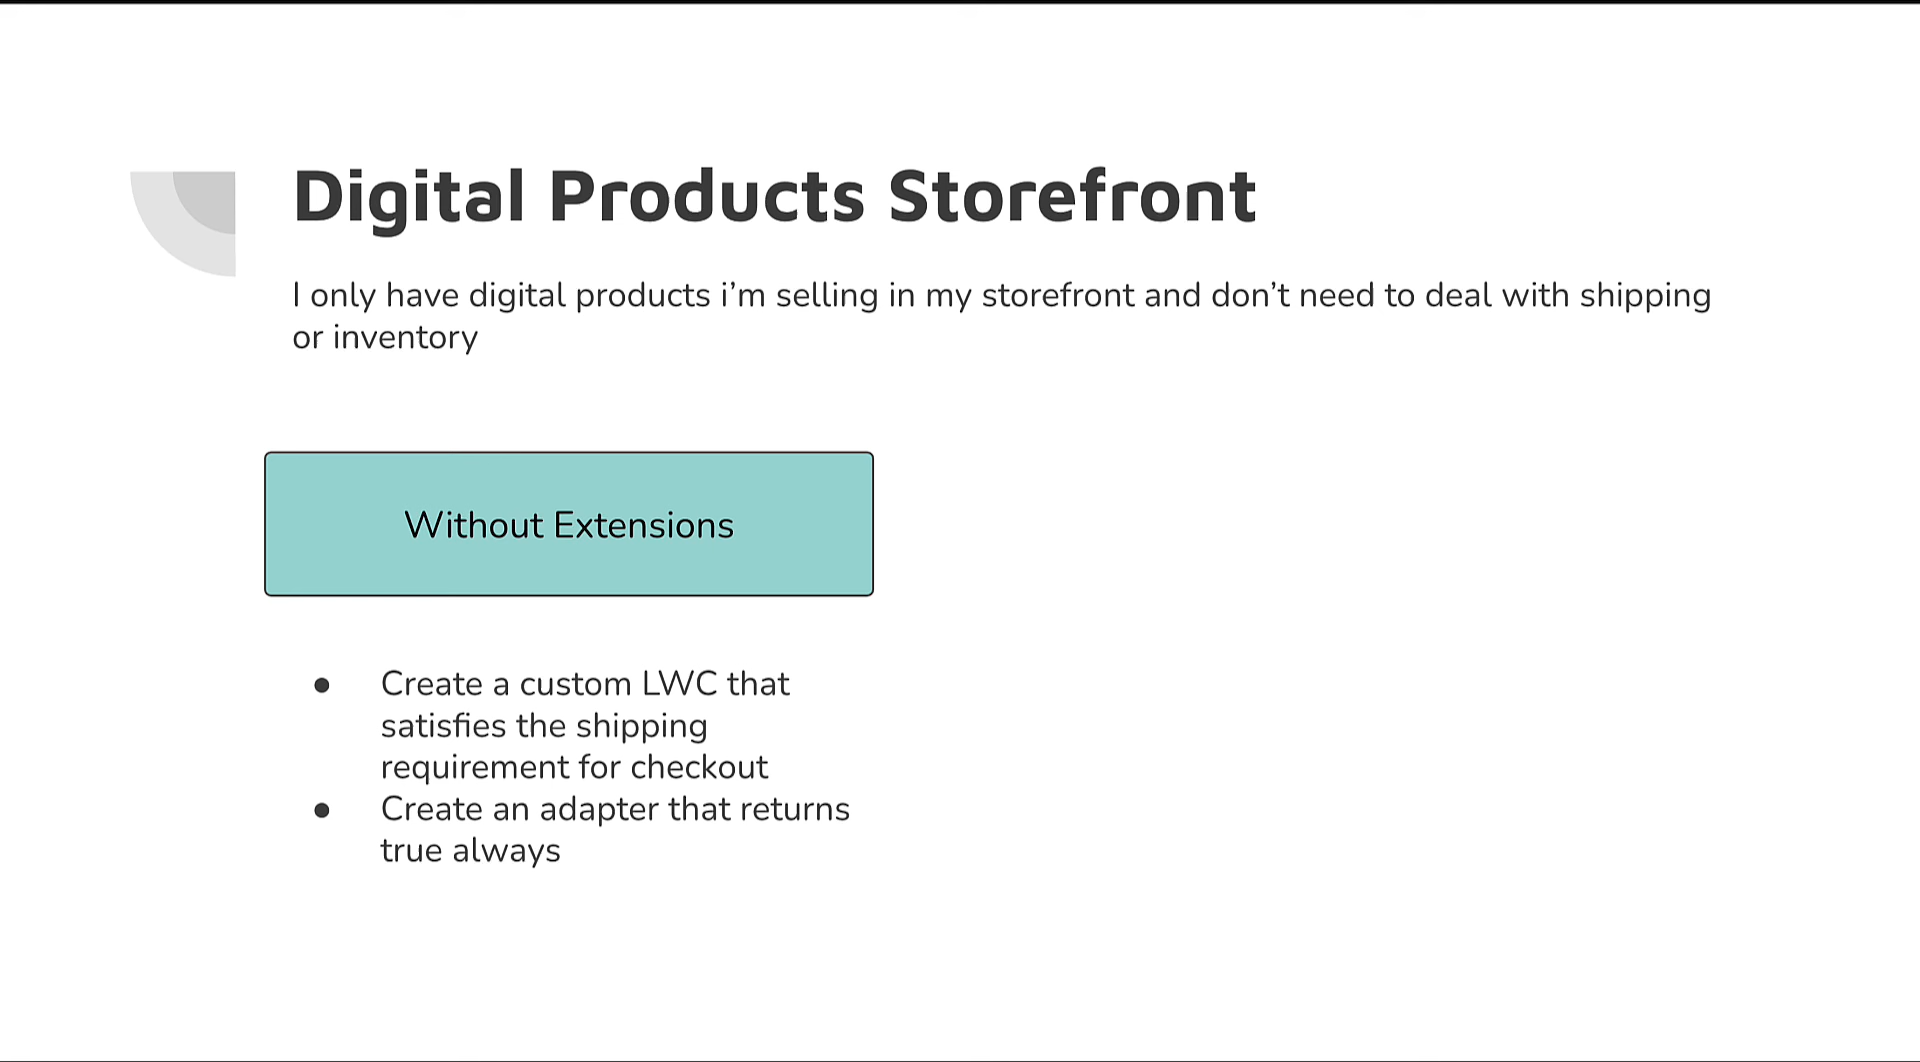 Digital Products Storefront
I only have digital products i’m selling in my storefront and don’t need to deal with shipping
or inventory
Without Extensions
● Create a custom LWC that
satisfies the shipping
requirement for checkout
● Create an adapter that returns
true always